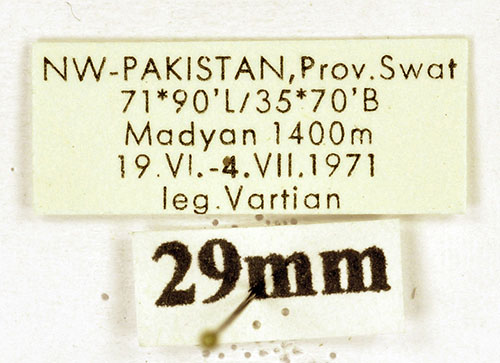 NW-PAKISTAN,Prov.Swat
71*90'L/35*70'B
Madyan 1400m
19.VI.-4.VII.1971
leg.Vartian
29mm